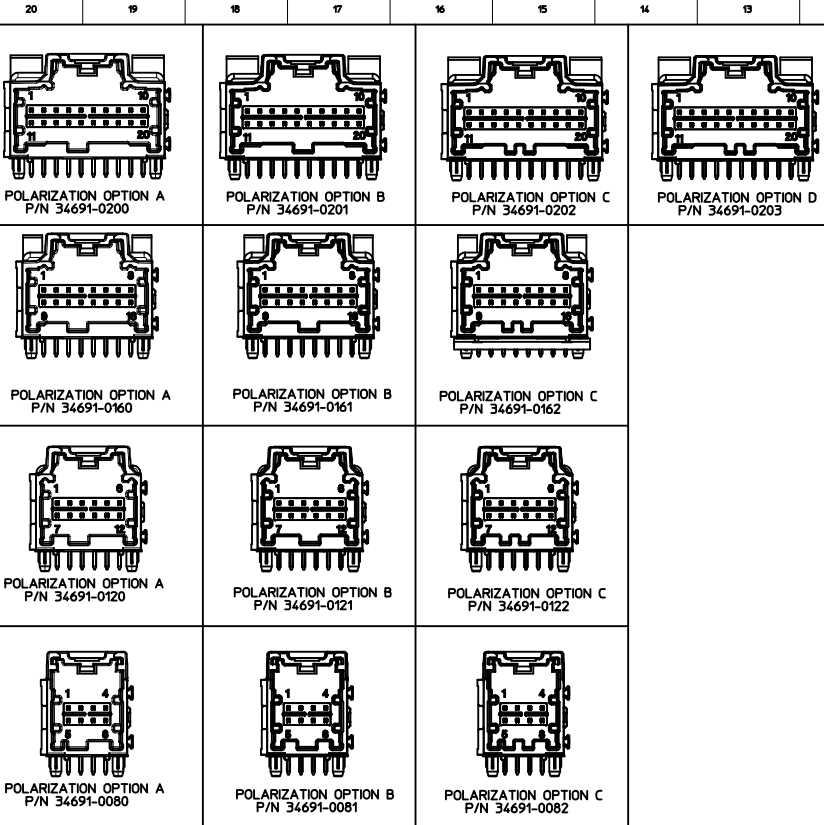 20 19 18 17 16 15 14 13
1 10
11 20
POLARIZATION OPTION A
P/N 34691-0200
1 10
11 20
POLARIZATION OPTION B
P/N 34691-0201
1 10
11 20
POLARIZATION OPTION C
P/N 34691-0202
1 10
11 20
POLARIZATION OPTION D
P/N 34691-0203
1 8
9 16
POLARIZATION OPTION A
P/N 34691-0160
1 8
9 16
POLARIZATION OPTION B
P/N 34691-0161
1 8
9 16
POLARIZATION OPTION C
P/N 34691-0162
1 6
7 12
POLARIZATION OPTION A
P/N 34691-0120
1 6
7 12
POLARIZATION OPTION B
P/N 34691-0121
1 6
7 12
POLARIZATION OPTION C
P/N 34691-0122
1 4
5 8
POLARIZATION OPTION A
P/N 34691-0080
1 4
5 8
POLARIZATION OPTION B
P/N 34691-0081
1 4
5 8
POLARIZATION OPTION C
P/N 34691-0082